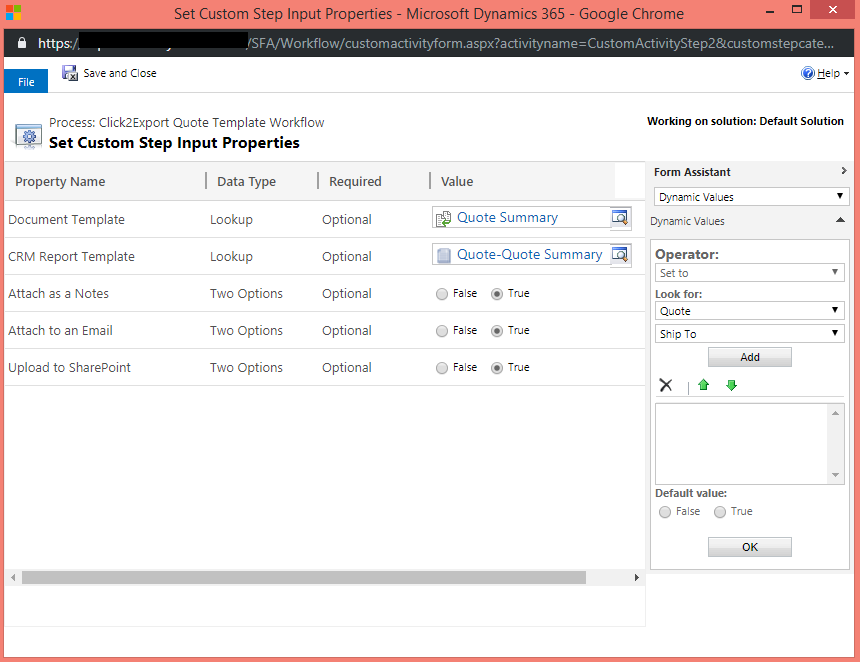 Set Custom Step Input Properties - Microsoft Dynamics 365 - Google Chrome
https:/ /SFA/Workflow/customactivityform.aspx?activityname=CustomActivityStep2&customstepcate...
File
Save and Close
Help
Process: Click2Export Quote Template Workflow
Set Custom Step Input Properties
Working on solution: Default Solution
Property Name Data Type Required Value
Document Template Lookup Optional Quote Summary
CRM Report Template Lookup Optional Quote-Quote Summary
Attach as a Notes Two Options Optional False True
Attach to an Email Two Options Optional False True
Upload to SharePoint Two Options Optional False True
Form Assistant
Dynamic Values
Dynamic Values
Operator:
Set to
Look for:
Quote
Ship To
Add
Default value:
False True
OK